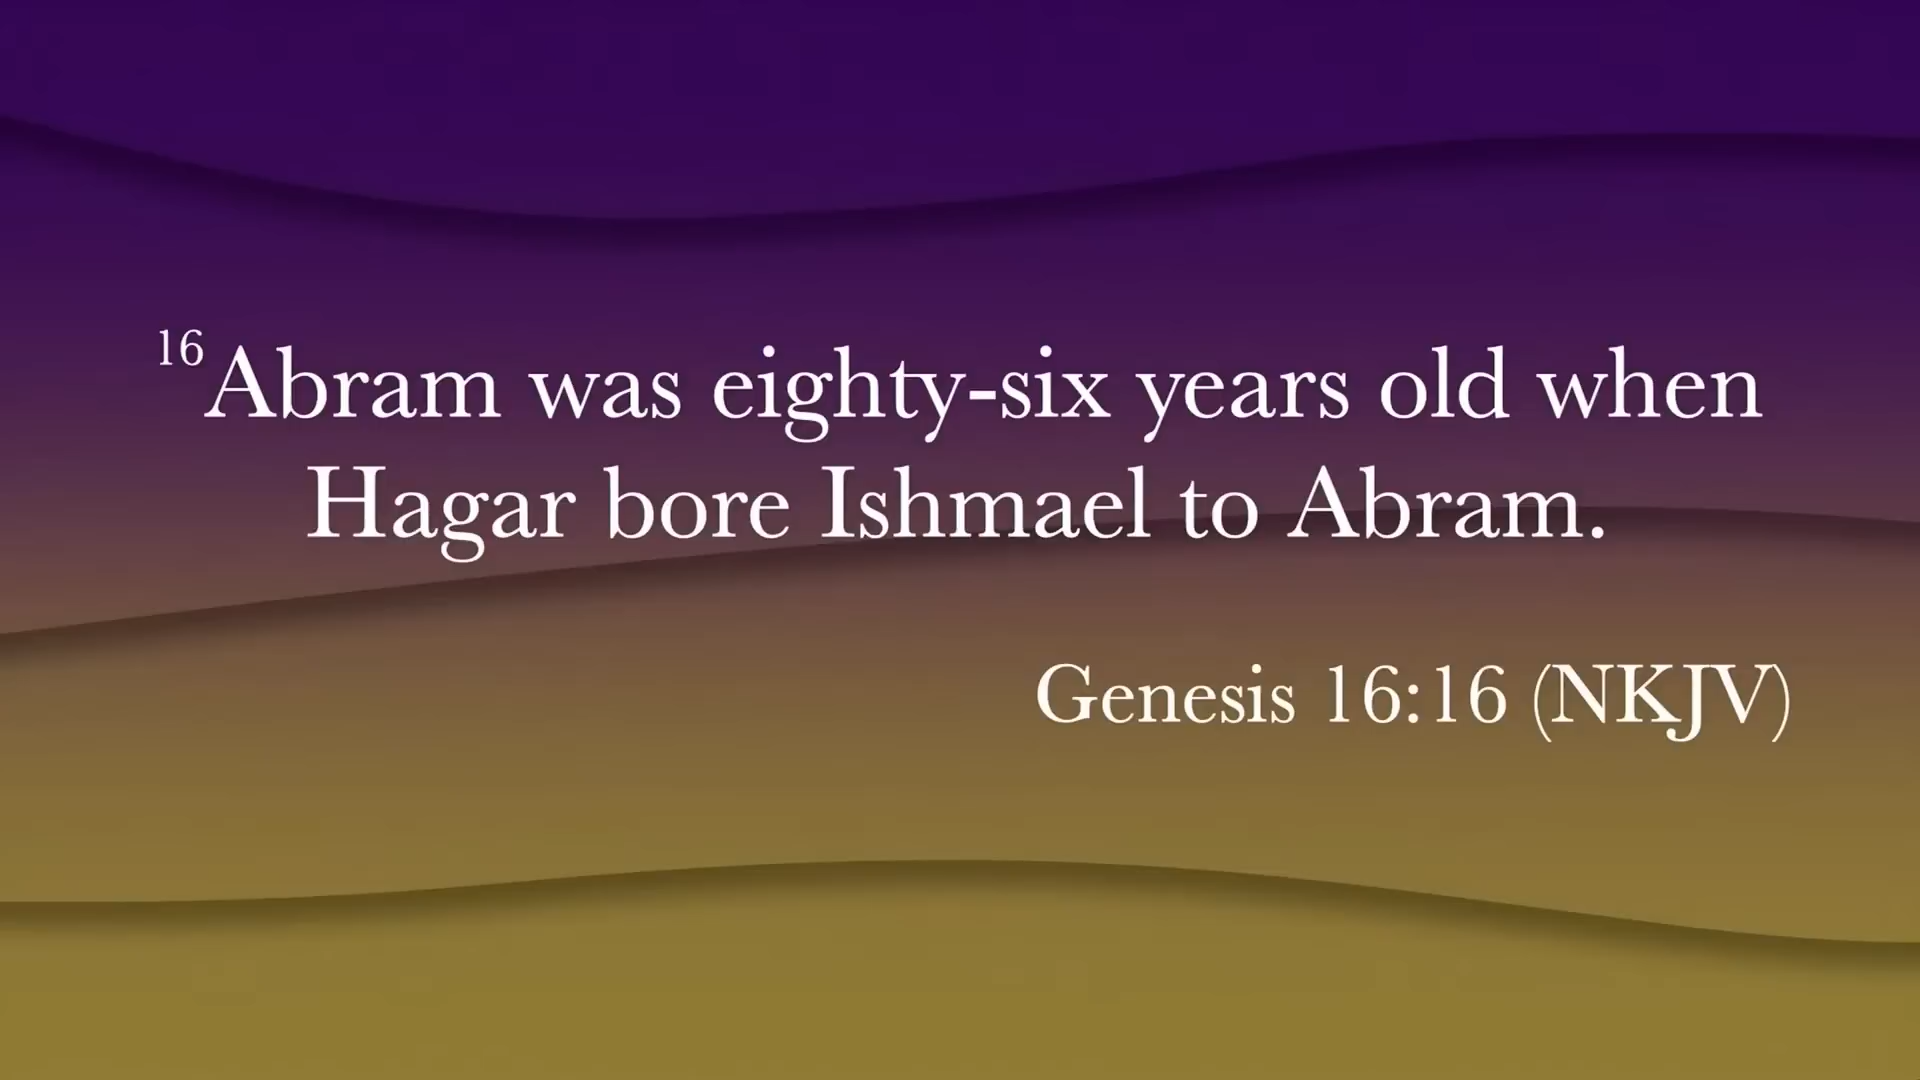 16 Abram was eighty-six years old when
Hagar bore Ishmael to Abram.
Genesis 16:16 (NKJV)